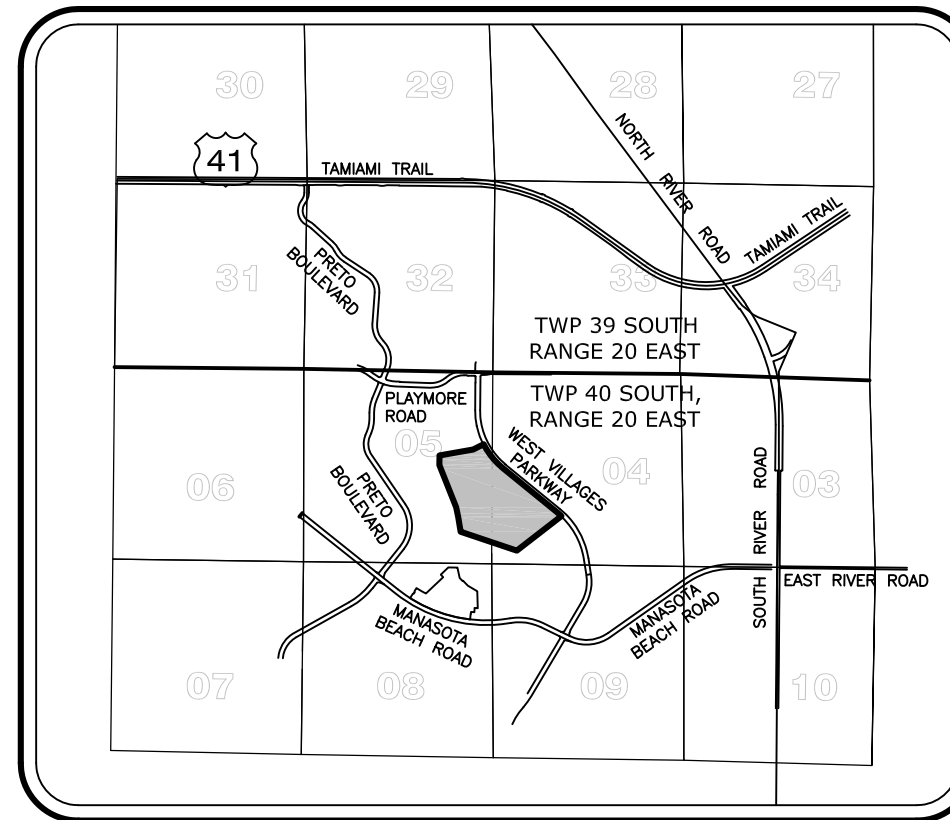 30
29
28
27
41
TAMIAMI TRAIL
NORTH RIVER ROAD
TAMIAMI TRAIL
PRETO
BOULEVARD
31
32
33
34
TWP 39 SOUTH
RANGE 20 EAST
TWP 40 SOUTH,
RANGE 20 EAST
PLAYMORE
ROAD
05
WEST VILLAGES
PARKWAY
04
06
03
PRETO
BOULEVARD
SOUTH RIVER ROAD
EAST RIVER ROAD
MANASOTA
BEACH ROAD
MANASOTA
BEACH ROAD
07
08
09
10